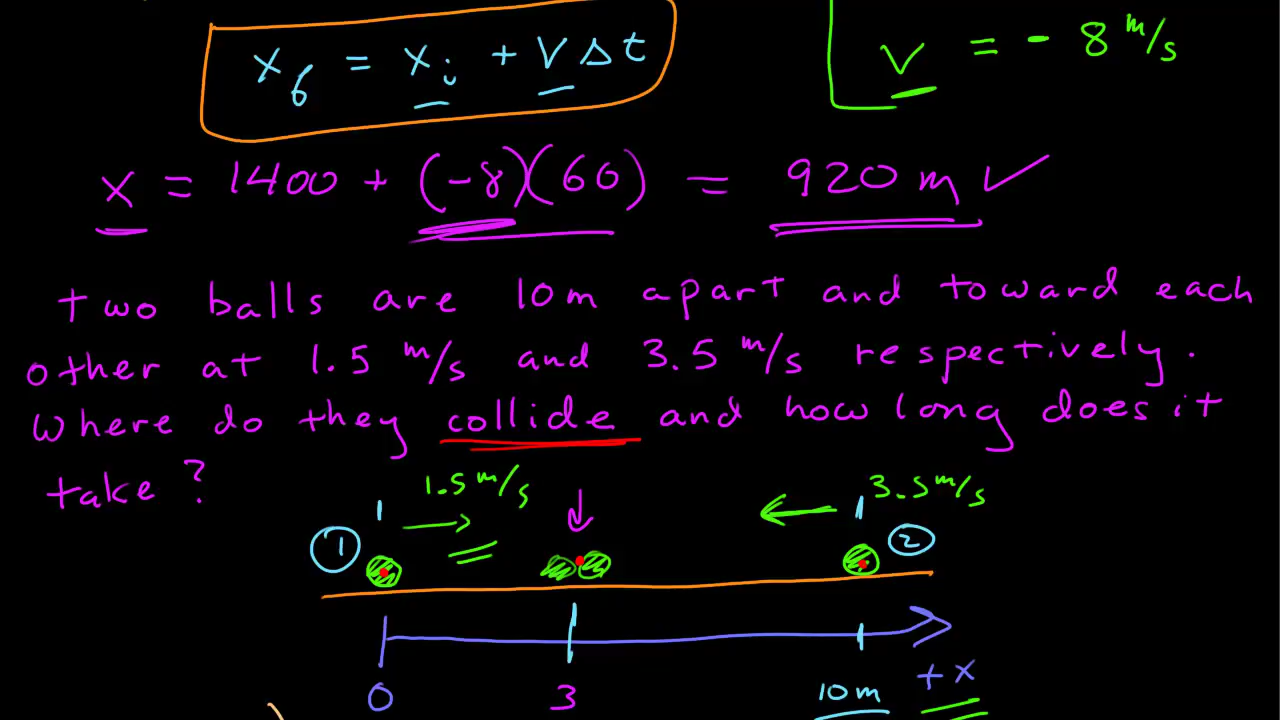 x_f = x_i + v Δt
v = - 8 m/s
x = 1400 + (-8)(60) = 920 m ✓
two balls are 10m apart and toward each
other at 1.5 m/s and 3.5 m/s respectively.
Where do they collide and how long does it
take?
1.5 m/s
3.5 m/s
1
2
0
3
10m
+x